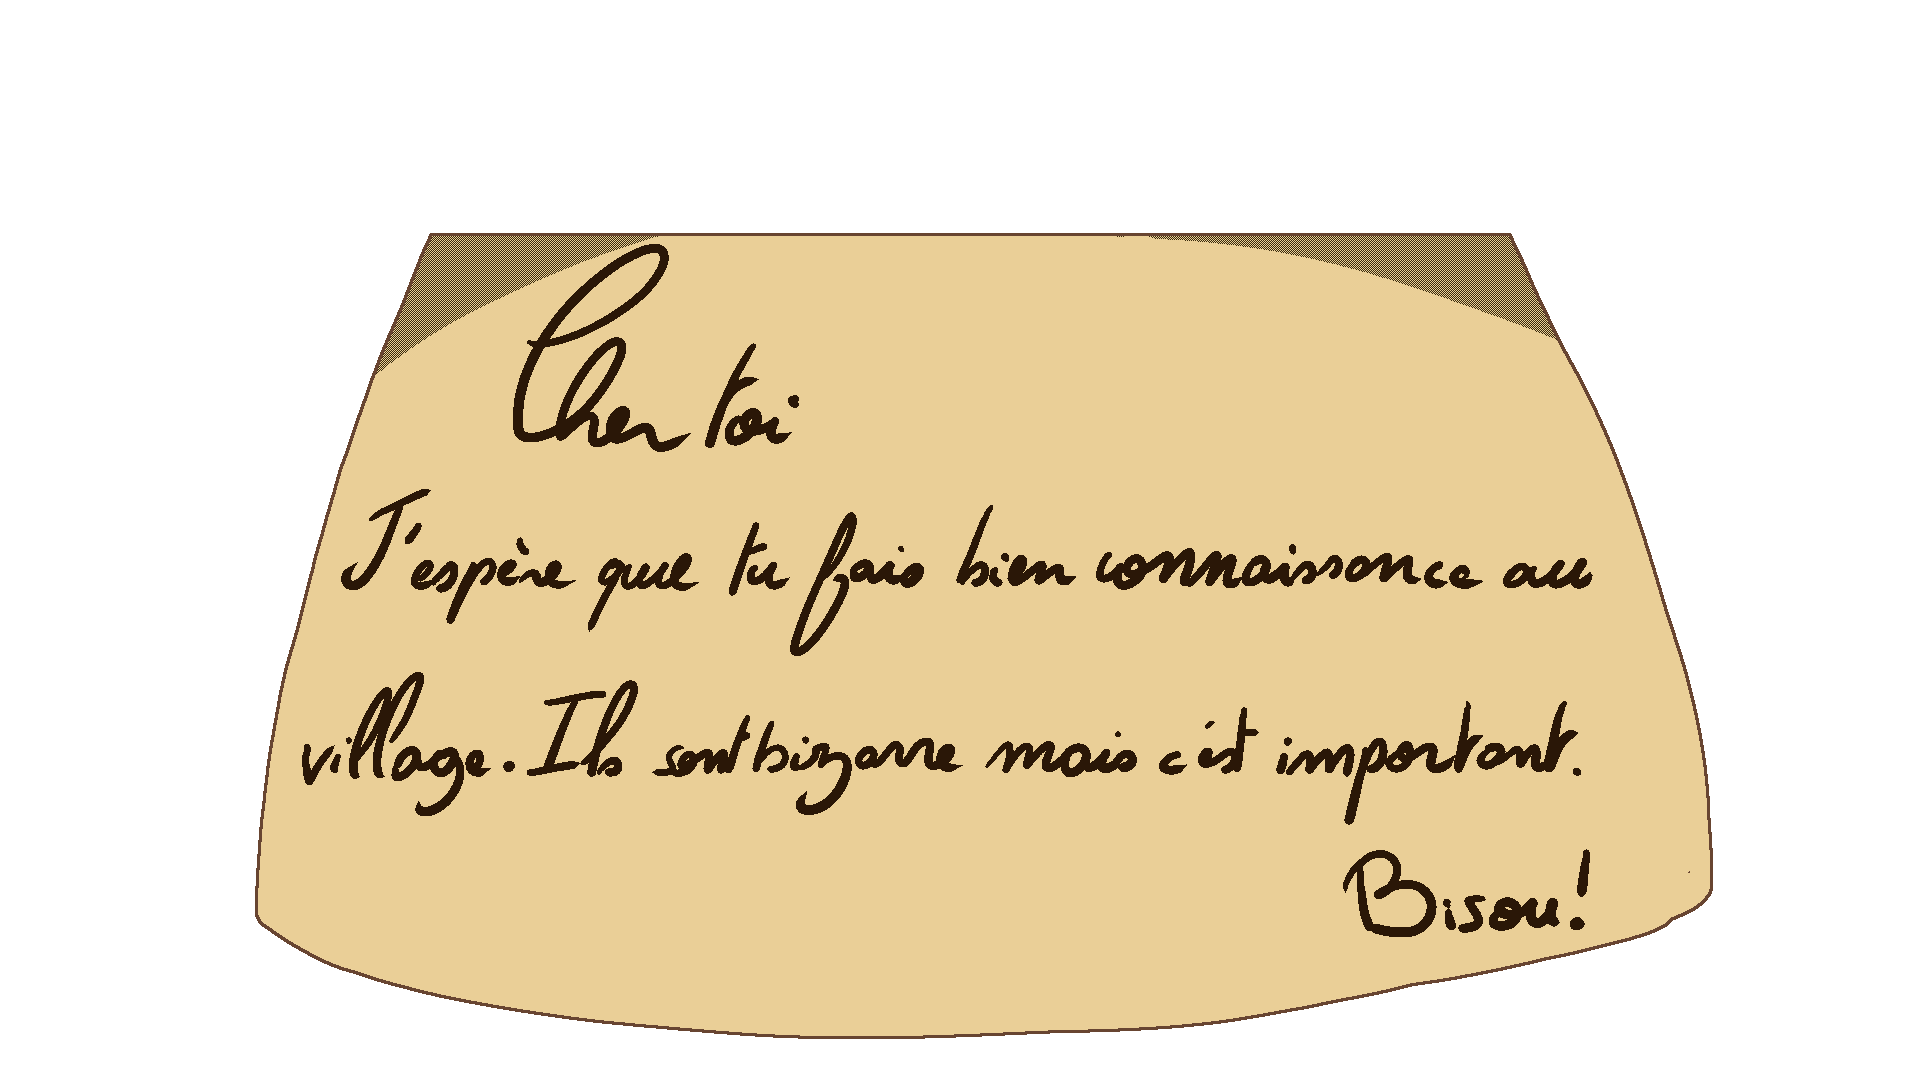 Cher toi
J'espère que tu fais bien connaissance au
village. Ils sont bizarre mais c'est important.
Bisou!